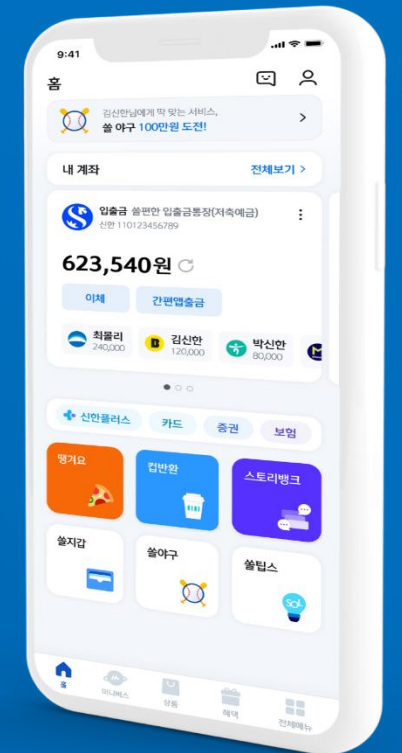 9:41
홈
김신한님에게 딱 맞는 서비스,
쏠 야구 100만원 도전!
내 계좌
전체보기 >
입출금 쏠편한 입출금통장(저축예금)
신한 110123456789
623,540원
이체
간편앱출금
최몰리
240,000
B
김신한
120,000
박신한
80,000
신한플러스
카드
증권
보험
땡겨요
컵반환
스토리뱅크
쏠지갑
쏠야구
쏠팁스
sol
홈
미니버스
상품
혜택
전체메뉴